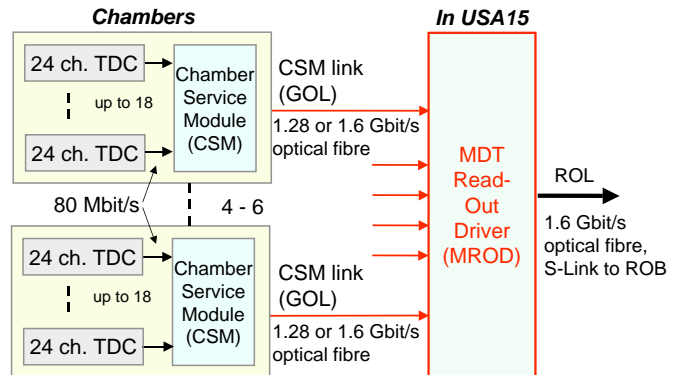 Chambers
In USA15
24 ch. TDC
up to 18
24 ch. TDC
Chamber
Service
Module
(CSM)
CSM link
(GOL)
1.28 or 1.6 Gbit/s
optical fibre
80 Mbit/s
4 - 6
24 ch. TDC
up to 18
24 ch. TDC
Chamber
Service
Module
(CSM)
CSM link
(GOL)
1.28 or 1.6 Gbit/s
optical fibre
MDT
Read-
Out
Driver
(MROD)
ROL
1.6 Gbit/s
optical fibre,
S-Link to ROB